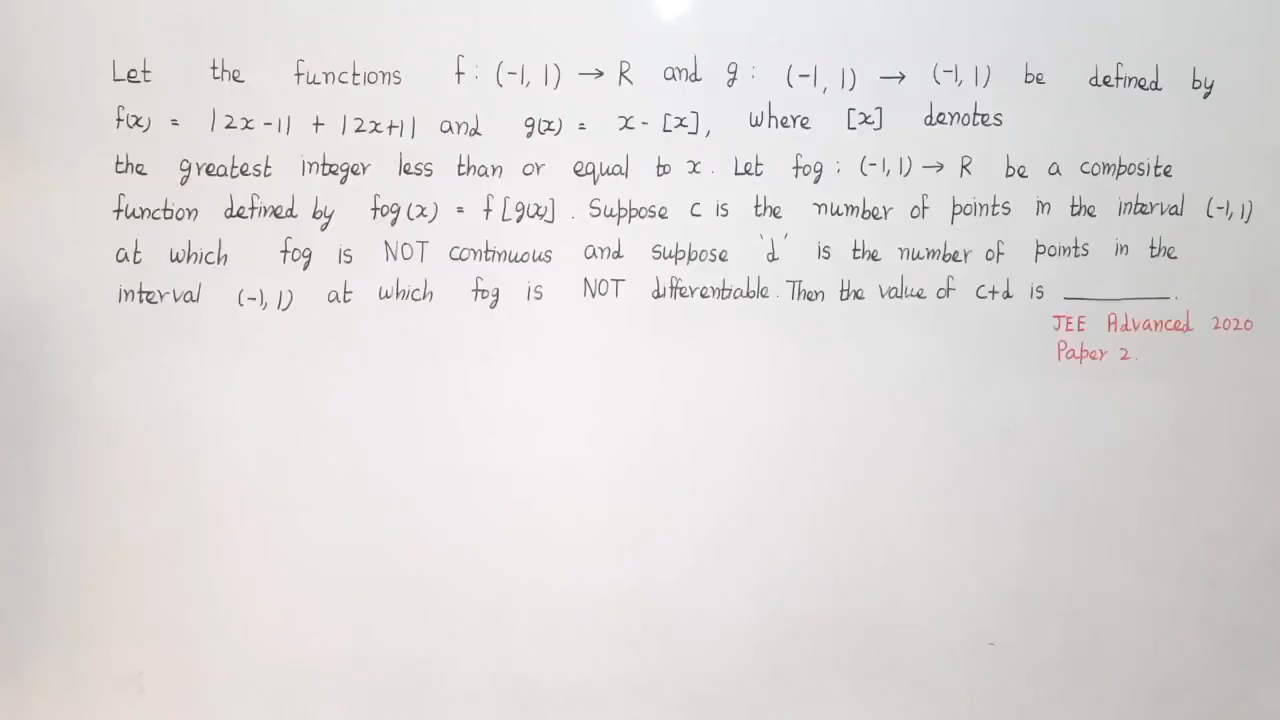 Let the functions f : (-1, 1) → R and g : (-1, 1) → (-1, 1) be defined by
f(x) = |2x-1| + |2x+1| and g(x) = x - [x], where [x] denotes
the greatest integer less than or equal to x. Let fog : (-1, 1) → R be a composite
function defined by fog(x) = f[g(x)]. Suppose c is the number of points in the interval (-1, 1)
at which fog is NOT continuous and suppose 'd' is the number of points in the
interval (-1, 1) at which fog is NOT differentiable. Then the value of c+d is ________.
JEE Advanced 2020
Paper 2.